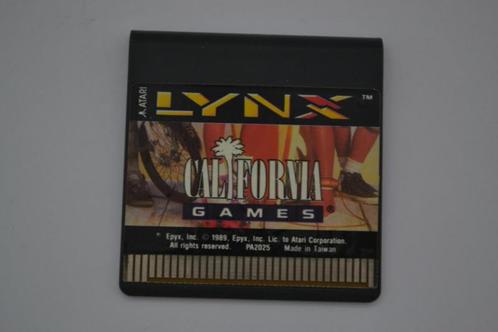 ATARI
LYNX ™
CALIFORNIA
GAMES ®
* Epyx, Inc. © 1989, Epyx, Inc. Lic. to Atari Corporation.
All rights reserved. PA2025 Made in Taiwan